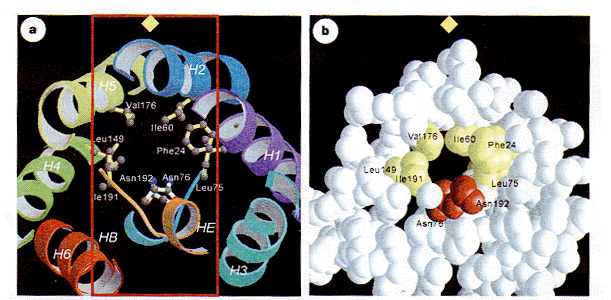 a
H2
H5
Val176
Ile60
Leu149
Phe24
H1
H4
Asn192 Asn76
Leu75
Ile191
HE
HB
H6
H3
b
Val176
Ile60
Phe24
Leu149
Ile191
Leu75
Asn192
Asn76